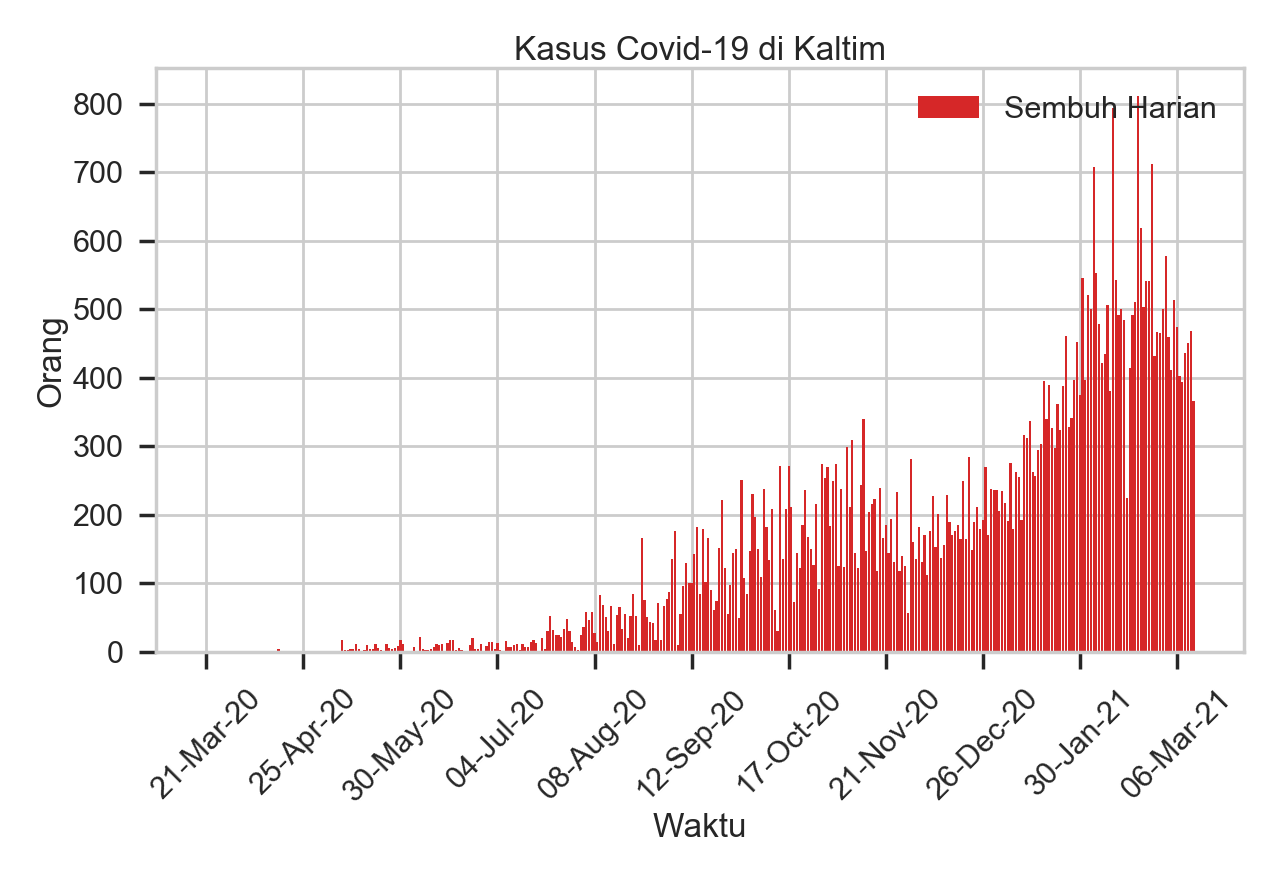 Kasus Covid-19 di Kaltim
Sembuh Harian
800
700
600
500
400
300
200
100
0
Orang
21-Mar-20
25-Apr-20
30-May-20
04-Jul-20
08-Aug-20
12-Sep-20
17-Oct-20
21-Nov-20
26-Dec-20
30-Jan-21
06-Mar-21
Waktu